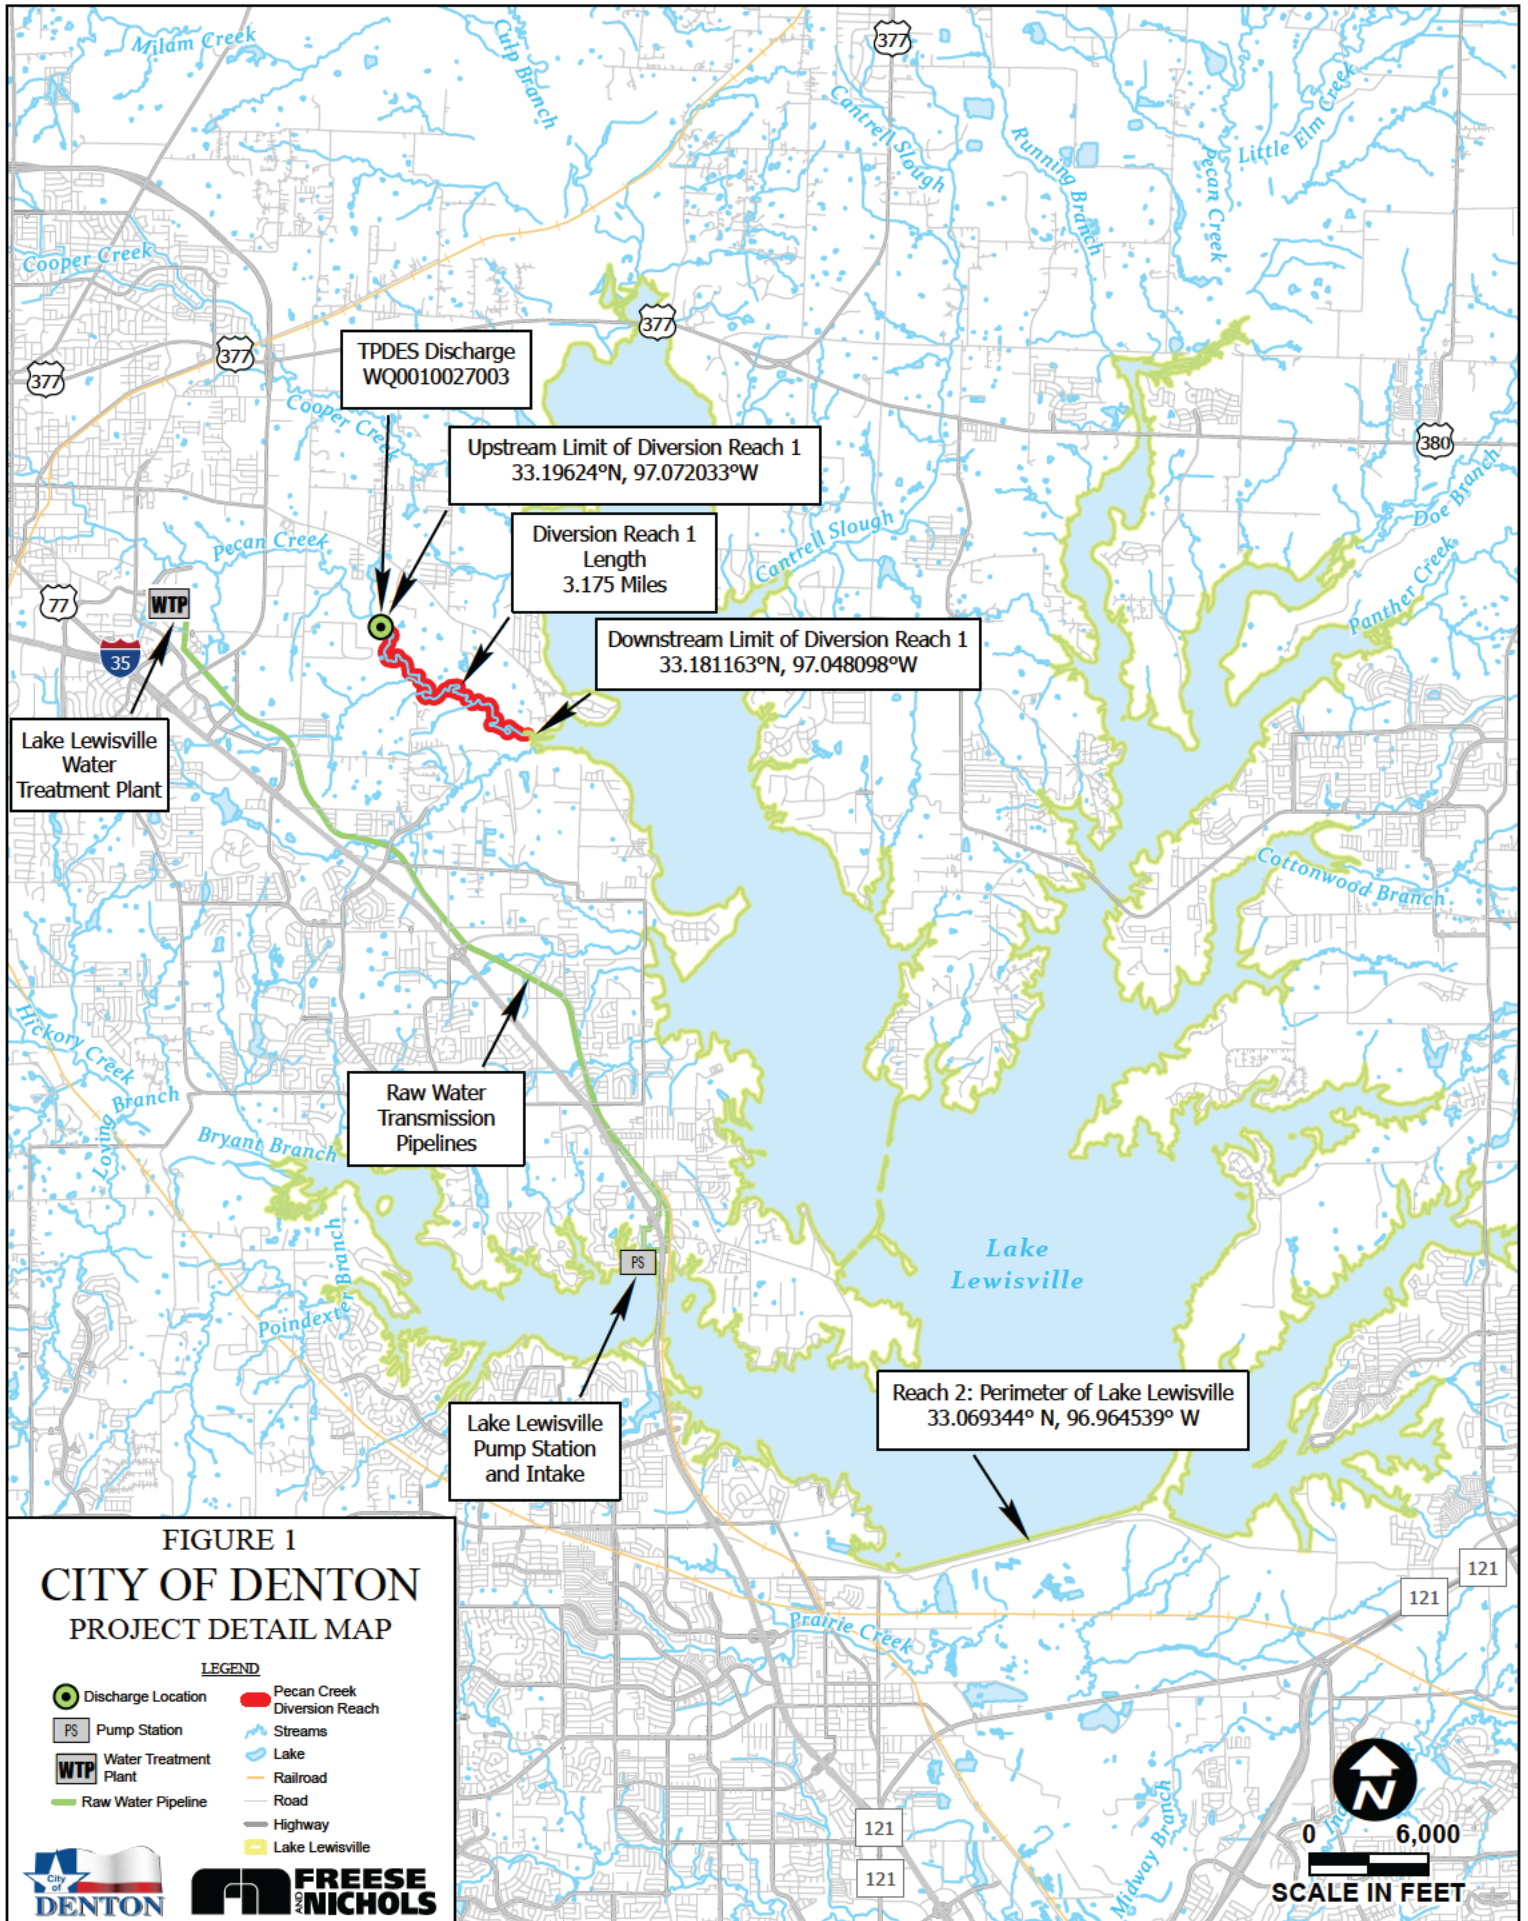 Milam Creek
Culp Branch
377
Cantrell Slough
Running Branch
Pecan Creek
Little Elm Creek
Cooper Creek
377
377
377
TPDES Discharge
WQ0010027003
Cooper Creek
Upstream Limit of Diversion Reach 1
33.19624°N, 97.072033°W
380
Doe Branch
Diversion Reach 1
Length
3.175 Miles
Cantrell Slough
Pecan Creek
Panther Creek
77
WTP
35
Downstream Limit of Diversion Reach 1
33.181163°N, 97.048098°W
Lake Lewisville
Water
Treatment Plant
Cottonwood Branch
Hickory Creek
Loving Branch
Raw Water
Transmission
Pipelines
Bryant Branch
Poindexter Branch
PS
Lake
Lewisville
Lake Lewisville
Pump Station
and Intake
Reach 2: Perimeter of Lake Lewisville
33.069344° N, 96.964539° W
121
121
Prairie Creek
121
121
Midway Branch
FIGURE 1
CITY OF DENTON
PROJECT DETAIL MAP
LEGEND
Discharge Location
PS Pump Station
WTP Water Treatment
Plant
Raw Water Pipeline
Pecan Creek
Diversion Reach
Streams
Lake
Railroad
Road
Highway
Lake Lewisville
City
of
DENTON
FREESE
AND
NICHOLS
N
0 6,000
SCALE IN FEET